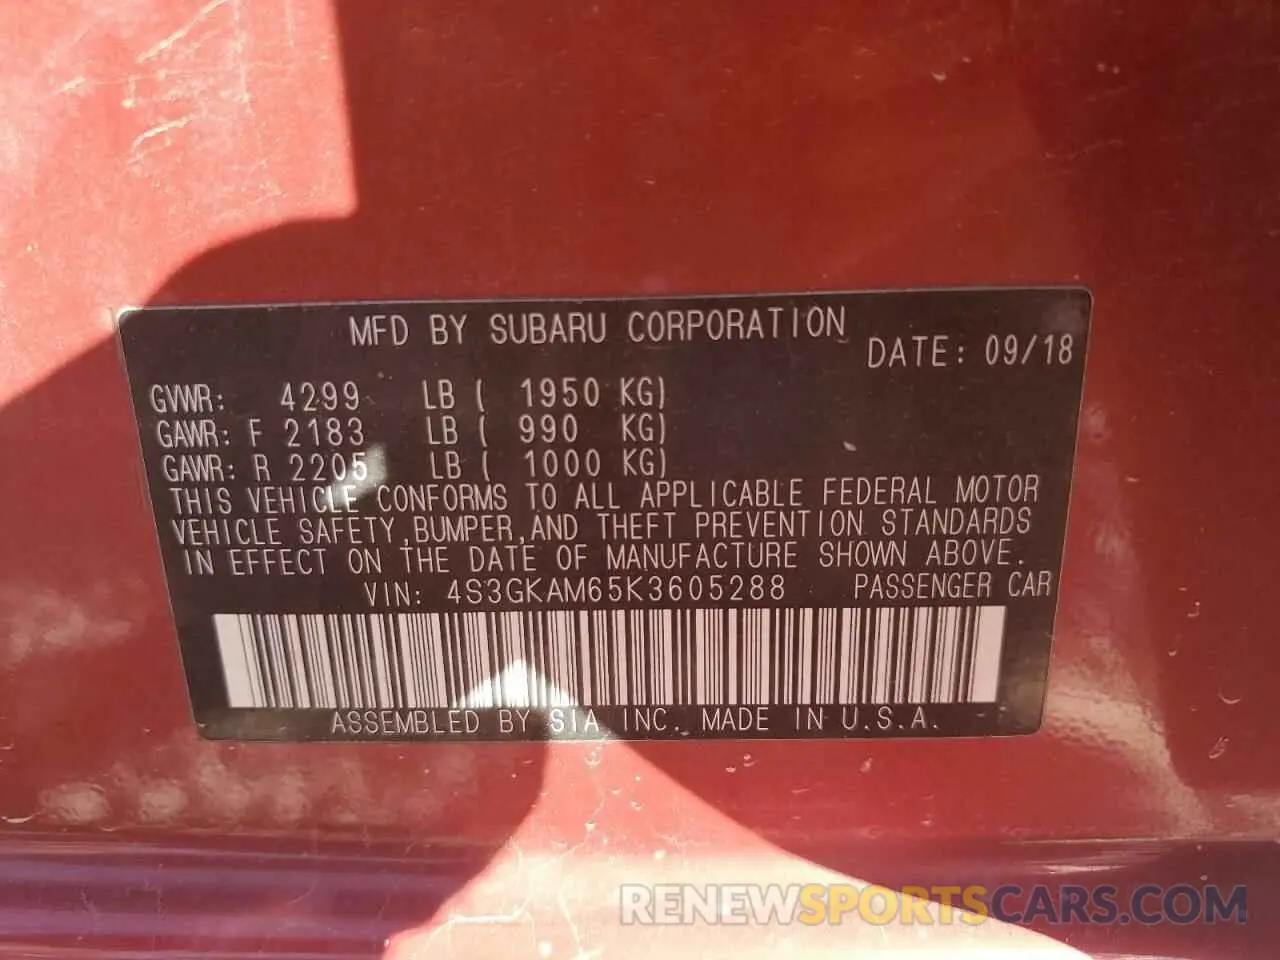 MFD BY SUBARU CORPORATION
DATE: 09/18
GVWR: 4299 LB ( 1950 KG)
GAWR: F 2183 LB ( 990 KG)
GAWR: R 2205 LB ( 1000 KG)
THIS VEHICLE CONFORMS TO ALL APPLICABLE FEDERAL MOTOR
VEHICLE SAFETY,BUMPER,AND THEFT PREVENTION STANDARDS
IN EFFECT ON THE DATE OF MANUFACTURE SHOWN ABOVE.
VIN: 4S3GKAM65K3605288 PASSENGER CAR
ASSEMBLED BY SIA INC. MADE IN U.S.A.
RENEWSPORTSCARS.COM